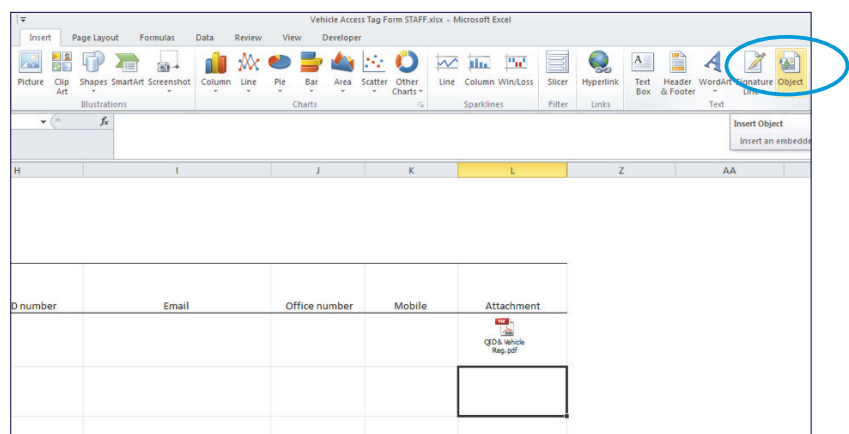 Vehicle Access Tag Form STAFF.xlsx - Microsoft Excel
Insert Page Layout Formulas Data Review View Developer
Picture Clip Art Shapes SmartArt Screenshot Column Line Pie Bar Area Scatter Other Charts Line Column Win/Loss Slicer Hyperlink Text Box Header & Footer WordArt Signature Line Object
Illustrations Charts Sparklines Filter Links Text
fx
Insert Object
Insert an embedde
H I J K L Z AA
D number Email Office number Mobile Attachment
PDF
QID & Vehicle
Reg.pdf